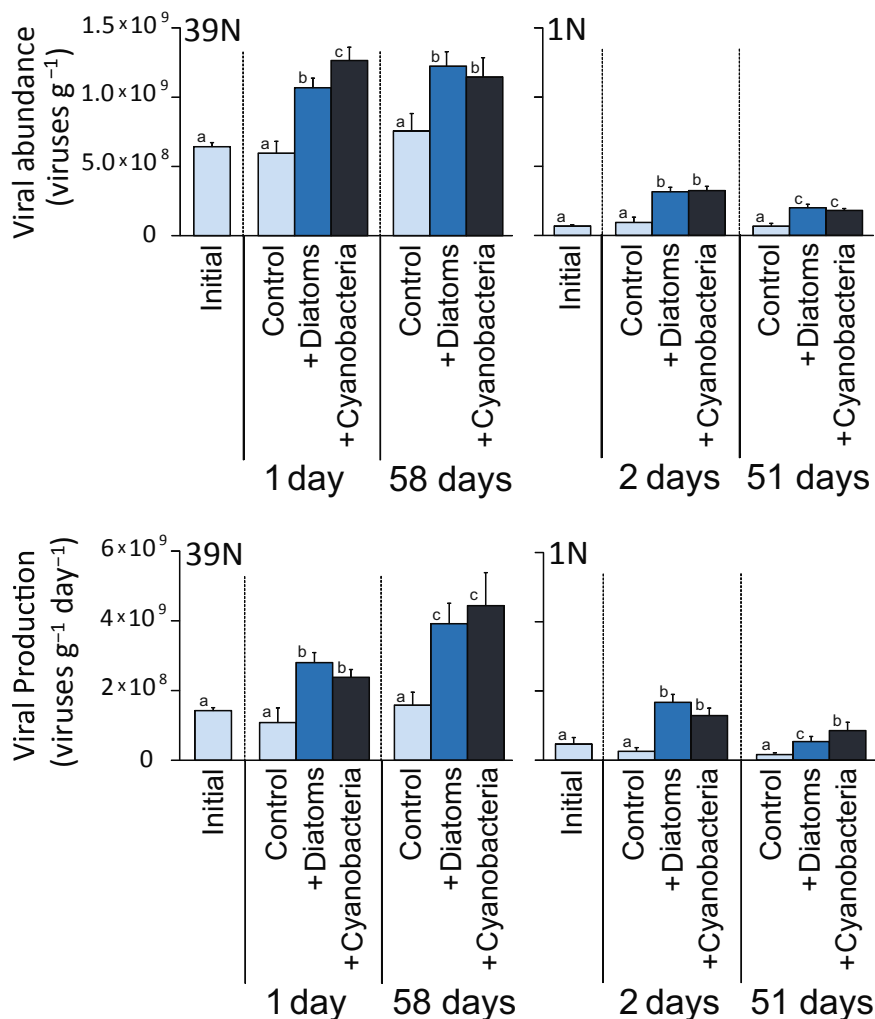 Viral abundance
(viruses g⁻¹)
39N
1N
1.5 × 10⁹
1.0 × 10⁹
5.0 × 10⁸
0
a
a
b
c
a
b
b
a
a
b
b
a
c
c
Initial
Control
+Diatoms
+Cyanobacteria
Control
+Diatoms
+Cyanobacteria
Initial
Control
+Diatoms
+Cyanobacteria
Control
+Diatoms
+Cyanobacteria
1 day
58 days
2 days
51 days
Viral Production
(viruses g⁻¹ day⁻¹)
39N
1N
6 × 10⁹
4 × 10⁹
2 × 10⁸
0
a
a
b
b
a
c
c
a
a
b
b
a
c
b
Initial
Control
+Diatoms
+Cyanobacteria
Control
+Diatoms
+Cyanobacteria
Initial
Control
+Diatoms
+Cyanobacteria
Control
+Diatoms
+Cyanobacteria
1 day
58 days
2 days
51 days